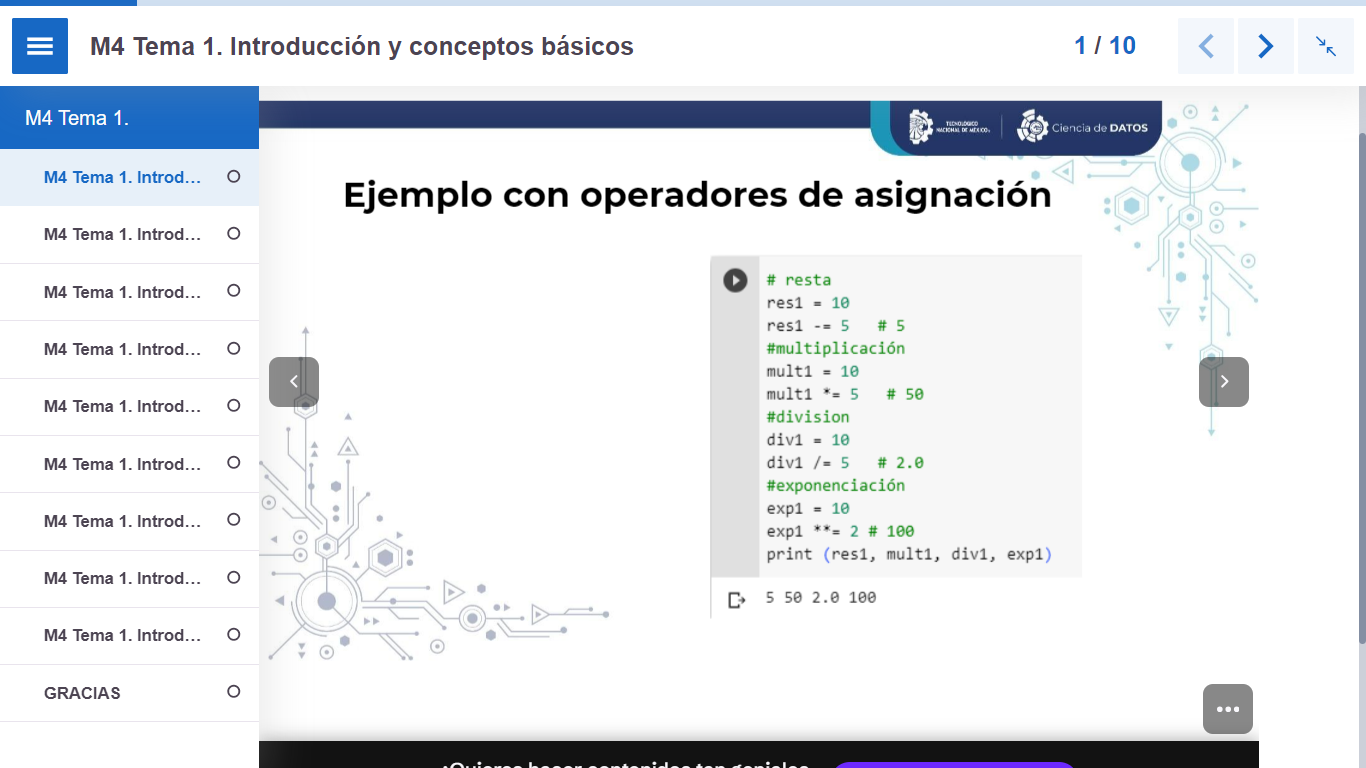 M4 Tema 1. Introducción y conceptos básicos
1 / 10
M4 Tema 1.
M4 Tema 1. Introd...
M4 Tema 1. Introd...
M4 Tema 1. Introd...
M4 Tema 1. Introd...
M4 Tema 1. Introd...
M4 Tema 1. Introd...
M4 Tema 1. Introd...
M4 Tema 1. Introd...
M4 Tema 1. Introd...
GRACIAS
TECNOLÓGICO
NACIONAL DE MÉXICO
Ciencia de DATOS
Ejemplo con operadores de asignación
# resta
res1 = 10
res1 -= 5   # 5
#multiplicación
mult1 = 10
mult1 *= 5   # 50
#division
div1 = 10
div1 /= 5   # 2.0
#exponenciación
exp1 = 10
exp1 **= 2 # 100
print (res1, mult1, div1, exp1)
5 50 2.0 100